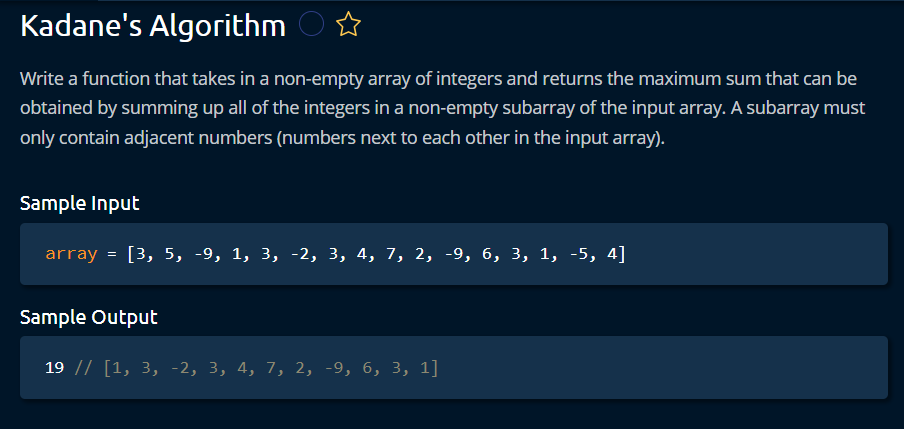 Kadane's Algorithm
Write a function that takes in a non-empty array of integers and returns the maximum sum that can be
obtained by summing up all of the integers in a non-empty subarray of the input array. A subarray must
only contain adjacent numbers (numbers next to each other in the input array).
Sample Input
array = [3, 5, -9, 1, 3, -2, 3, 4, 7, 2, -9, 6, 3, 1, -5, 4]
Sample Output
19 // [1, 3, -2, 3, 4, 7, 2, -9, 6, 3, 1]